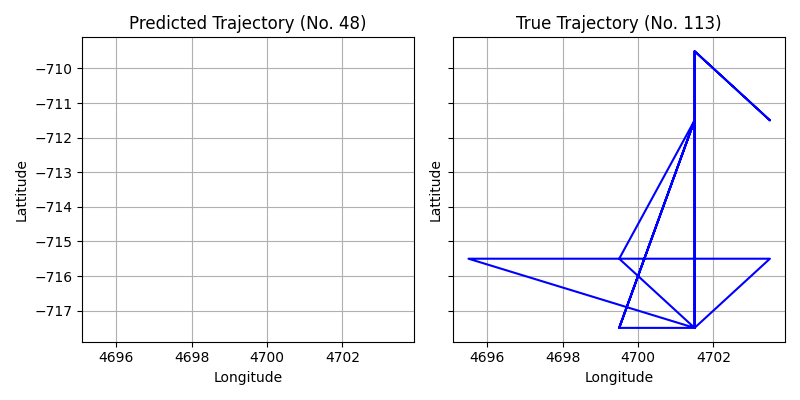 Predicted Trajectory (No. 48)
True Trajectory (No. 113)
−710
−711
−712
−713
−714
−715
−716
−717
Lattitude
Lattitude
4696 4698 4700 4702
4696 4698 4700 4702
Longitude
Longitude